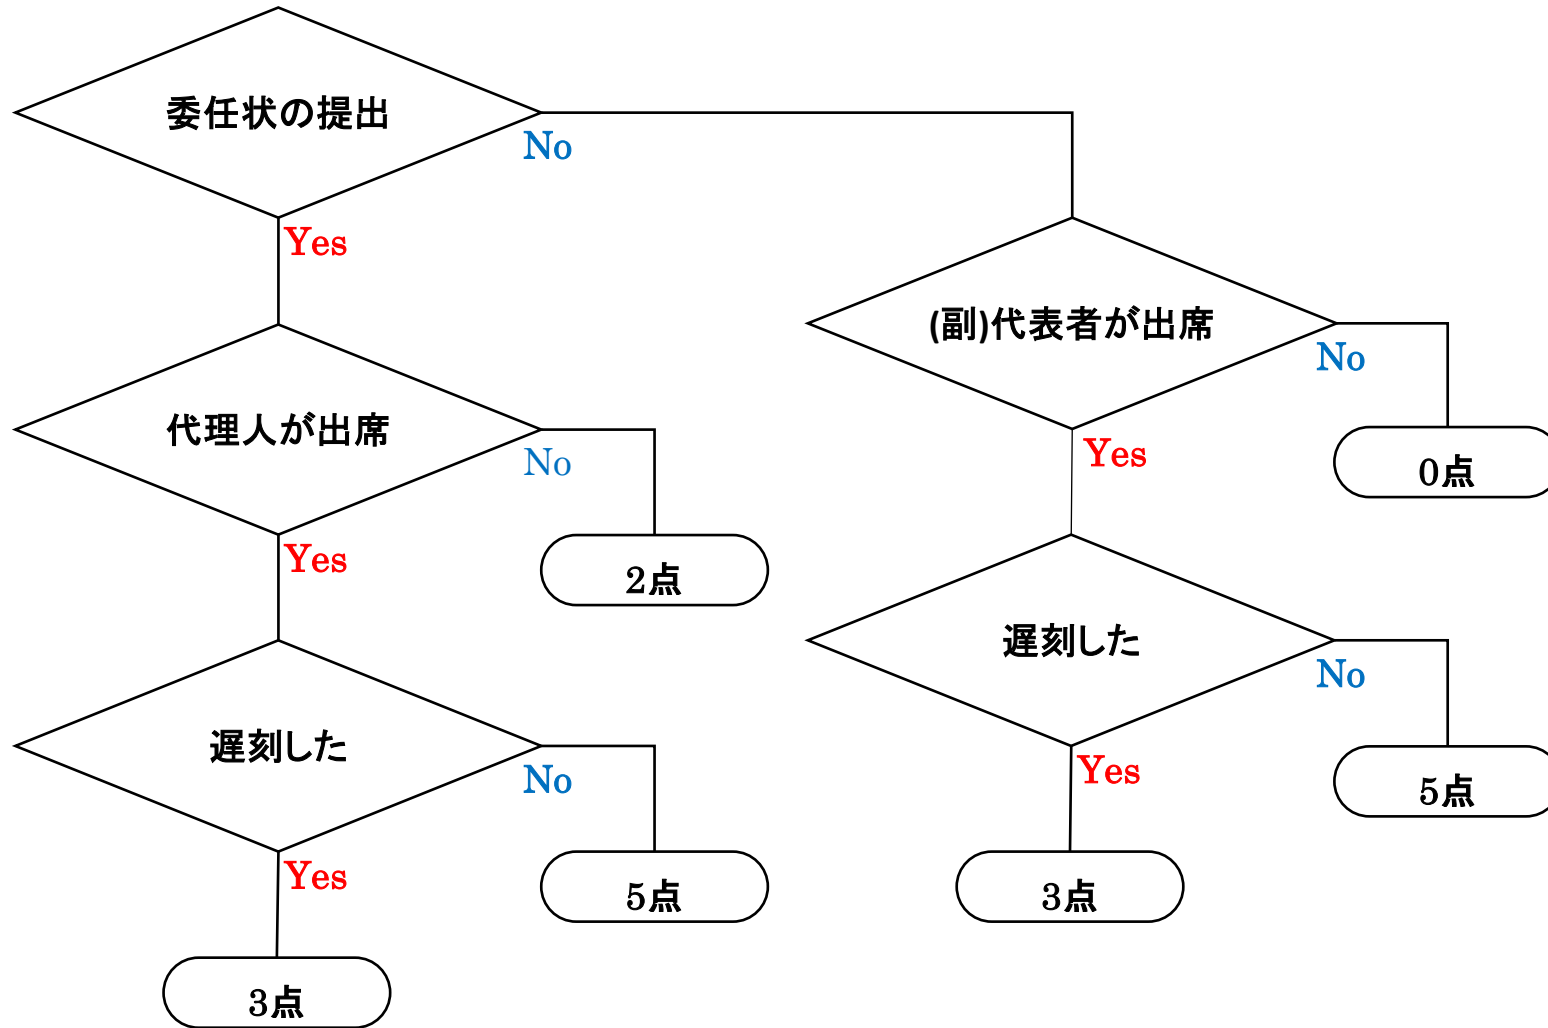 委任状の提出
No
Yes
(副)代表者が出席
No
Yes
0点
代理人が出席
No
Yes
2点
遅刻した
No
Yes
5点
3点
遅刻した
No
Yes
5点
3点